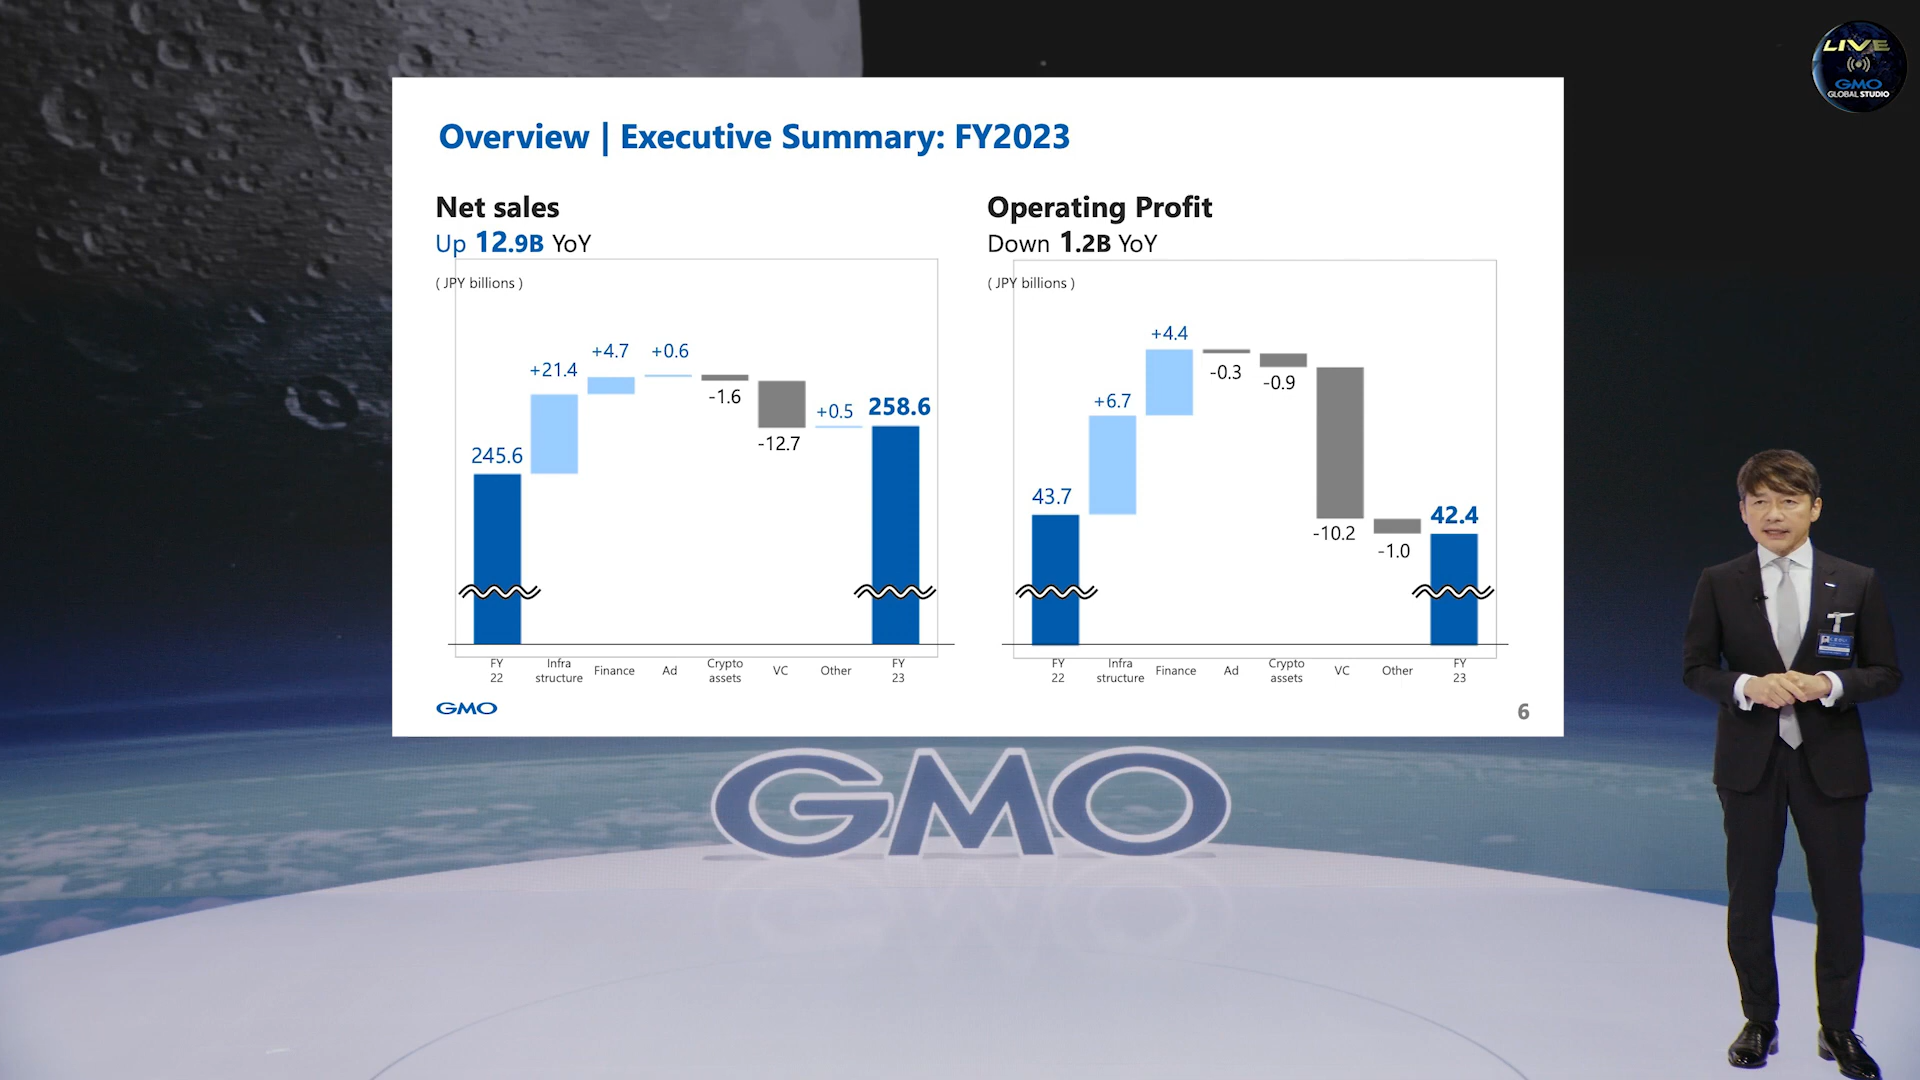 LIVE
GMO
GLOBAL STUDIO
Overview | Executive Summary: FY2023
Net sales
Up 12.9B YoY
( JPY billions )
245.6
+21.4
+4.7
+0.6
-1.6
-12.7
+0.5
258.6
FY 22
Infra structure
Finance
Ad
Crypto assets
VC
Other
FY 23
Operating Profit
Down 1.2B YoY
( JPY billions )
43.7
+6.7
+4.4
-0.3
-0.9
-10.2
-1.0
42.4
FY 22
Infra structure
Finance
Ad
Crypto assets
VC
Other
FY 23
GMO
6
GMO